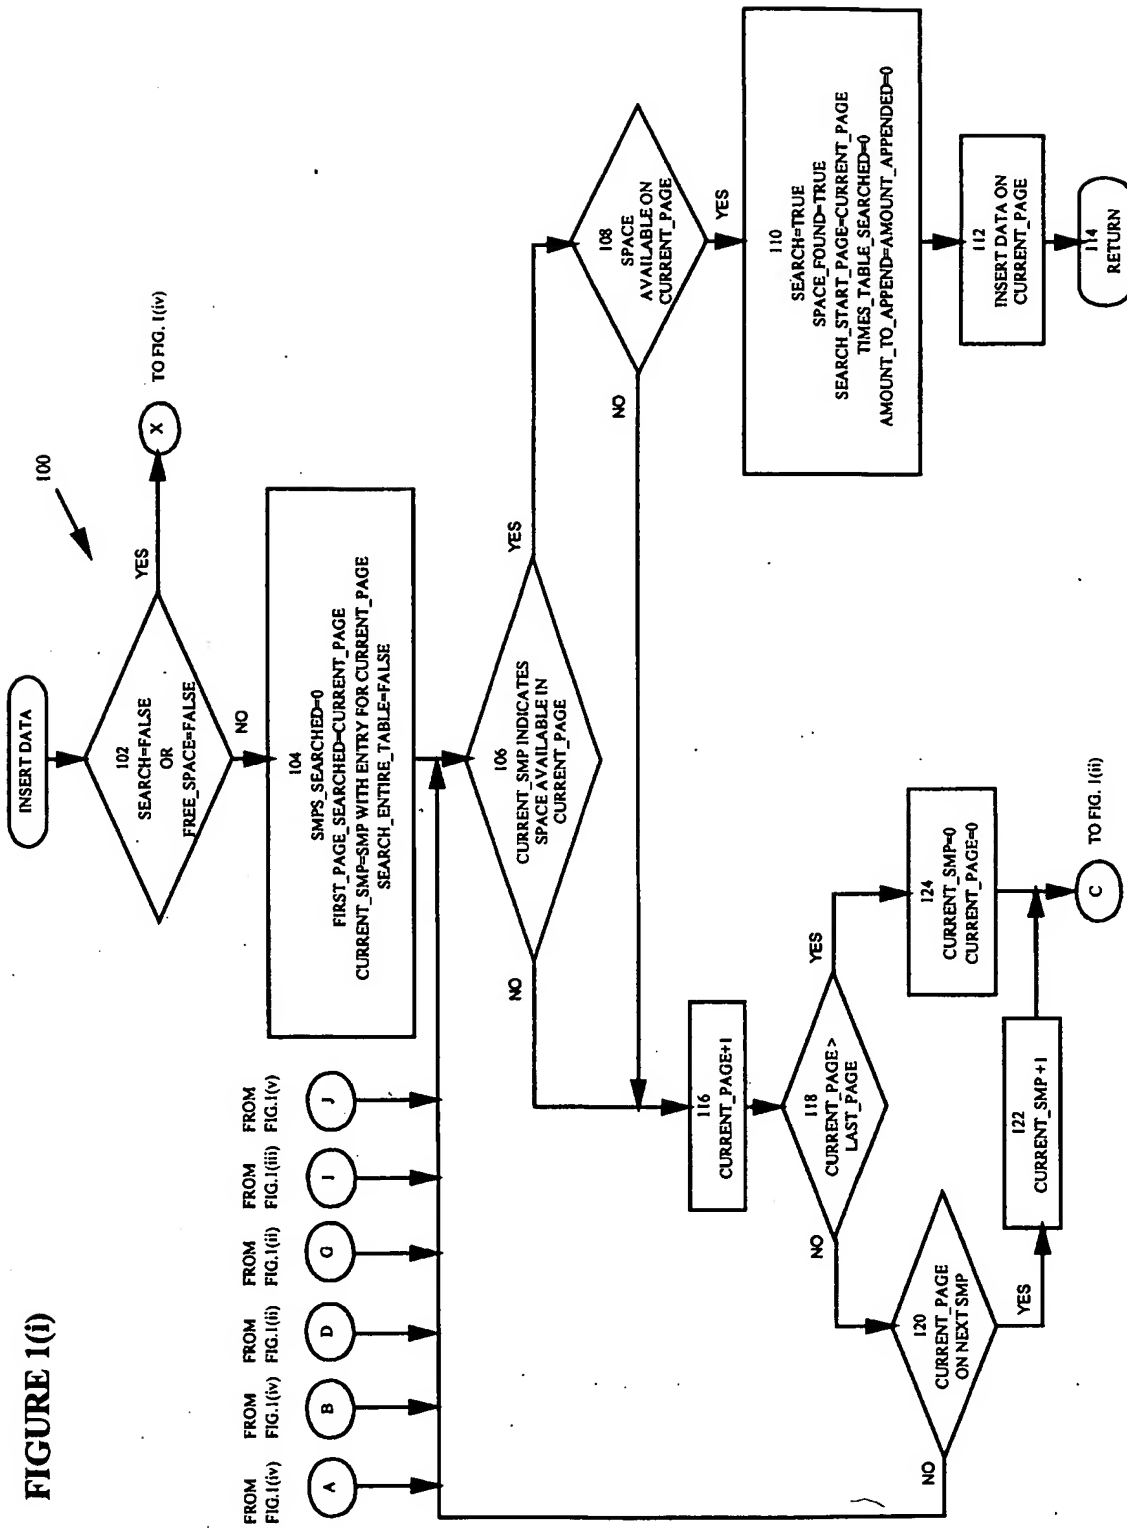 FIGURE 1(i)
INSERT DATA
100
102
SEARCH=FALSE
OR
FREE_SPACE=FALSE
YES
X
TO FIG. 1(iv)
NO
104
SMPS_SEARCHED=0
FIRST_PAGE_SEARCHED=CURRENT_PAGE
CURRENT_SMP=SMP WITH ENTRY FOR CURRENT_PAGE
SEARCH_ENTIRE_TABLE=FALSE
FROM
FIG.1(iv)
A
FROM
FIG.1(iv)
B
FROM
FIG.1(ii)
D
FROM
FIG.1(ii)
G
FROM
FIG.1(iii)
I
FROM
FIG.1(v)
J
106
CURRENT_SMP INDICATES
SPACE AVAILABLE IN
CURRENT_PAGE
YES
NO
108
SPACE
AVAILABLE ON
CURRENT_PAGE
NO
YES
110
SEARCH=TRUE
SPACE_FOUND=TRUE
SEARCH_START_PAGE=CURRENT_PAGE
TIMES_TABLE_SEARCHED=0
AMOUNT_TO_APPEND=AMOUNT_APPENDED=0
112
INSERT DATA ON
CURRENT_PAGE
114
RETURN
116
CURRENT_PAGE+1
118
CURRENT_PAGE>
LAST_PAGE
YES
NO
120
CURRENT_PAGE
ON NEXT SMP
NO
YES
122
CURRENT_SMP+1
124
CURRENT_SMP=0
CURRENT_PAGE=0
C
TO FIG. 1(ii)